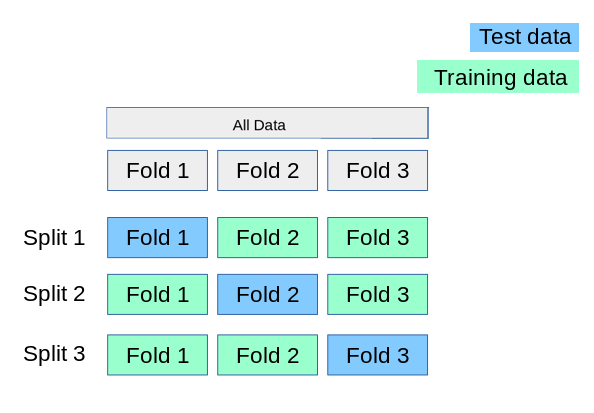 Test data
Training data
All Data
Fold 1 Fold 2 Fold 3
Split 1 Fold 1 Fold 2 Fold 3
Split 2 Fold 1 Fold 2 Fold 3
Split 3 Fold 1 Fold 2 Fold 3